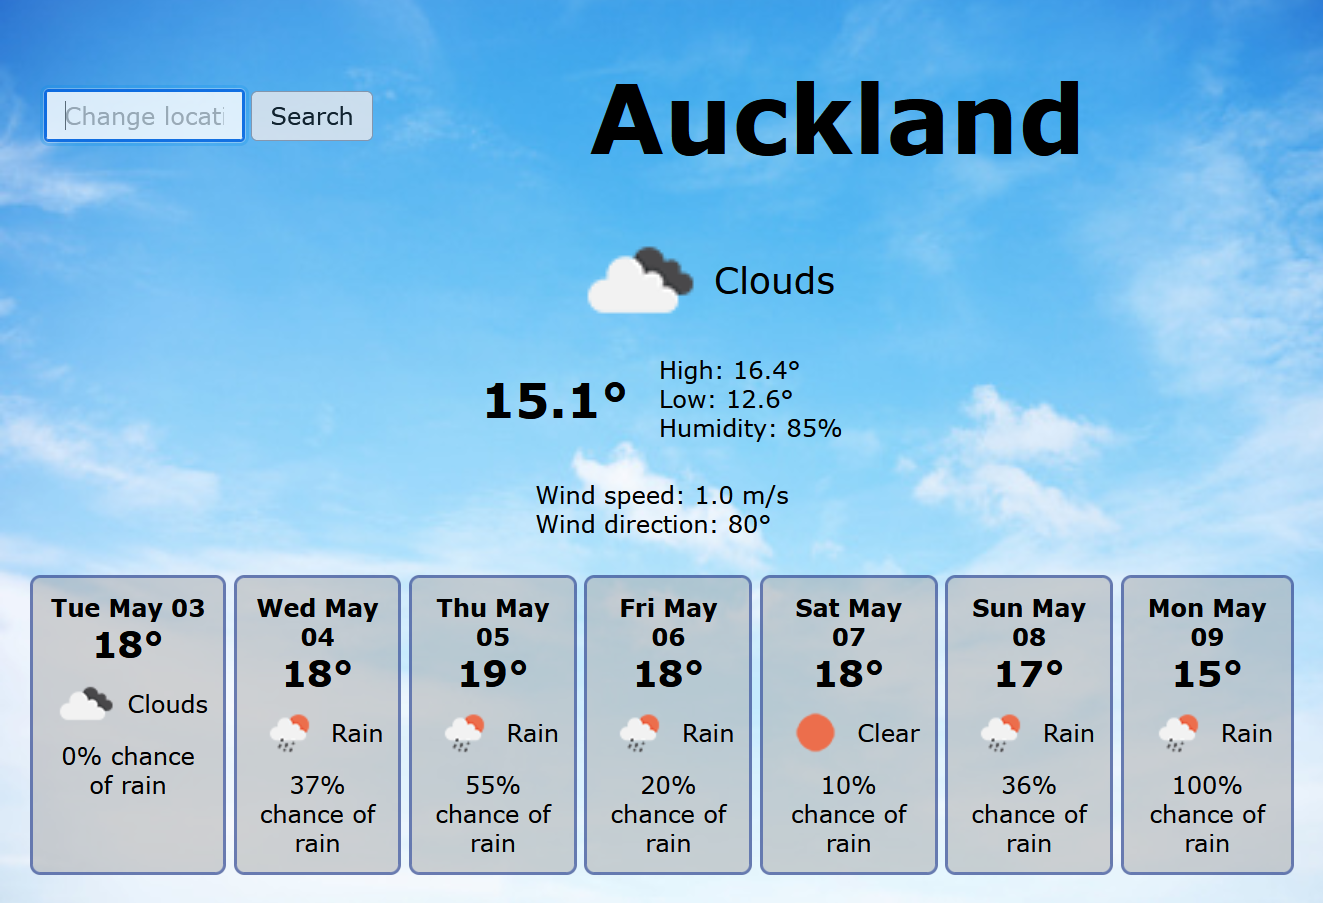 Change locati
Search
Auckland
Clouds
15.1°
High: 16.4°
Low: 12.6°
Humidity: 85%
Wind speed: 1.0 m/s
Wind direction: 80°
Tue May 03
18°
Clouds
0% chance
of rain
Wed May
04
18°
Rain
37%
chance of
rain
Thu May
05
19°
Rain
55%
chance of
rain
Fri May
06
18°
Rain
20%
chance of
rain
Sat May
07
18°
Clear
10%
chance of
rain
Sun May
08
17°
Rain
36%
chance of
rain
Mon May
09
15°
Rain
100%
chance of
rain